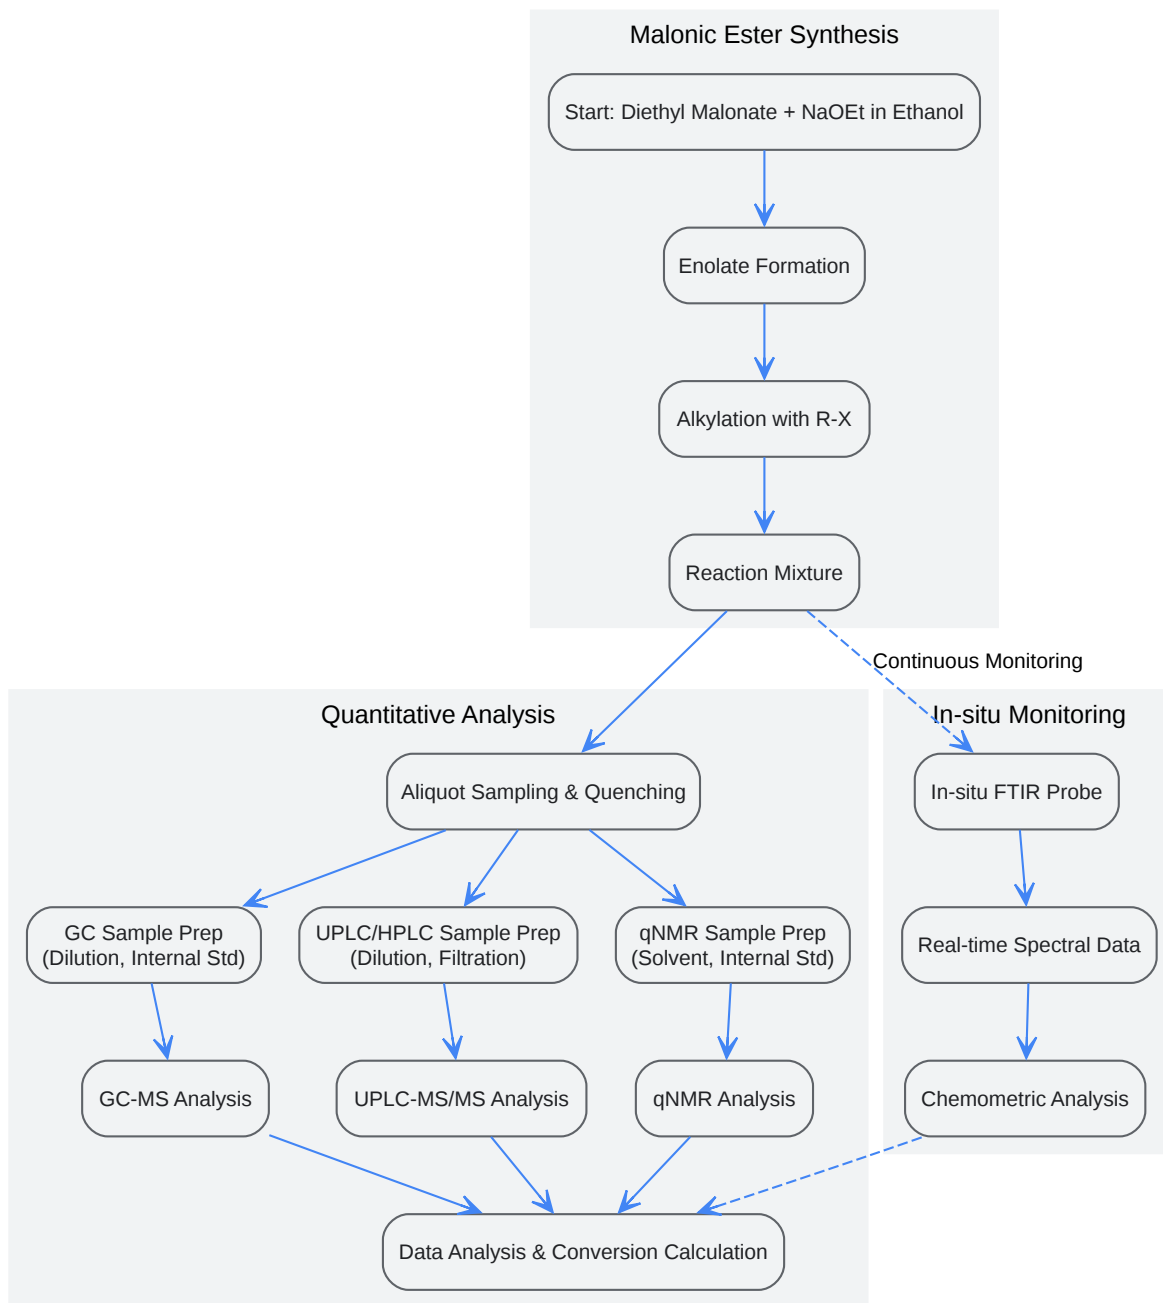 Malonic Ester Synthesis
Start: Diethyl Malonate + NaOEt in Ethanol
Enolate Formation
Alkylation with R-X
Reaction Mixture
Continuous Monitoring
Quantitative Analysis
In-situ Monitoring
Aliquot Sampling & Quenching
In-situ FTIR Probe
GC Sample Prep
(Dilution, Internal Std)
UPLC/HPLC Sample Prep
(Dilution, Filtration)
qNMR Sample Prep
(Solvent, Internal Std)
Real-time Spectral Data
GC-MS Analysis
UPLC-MS/MS Analysis
qNMR Analysis
Chemometric Analysis
Data Analysis & Conversion Calculation